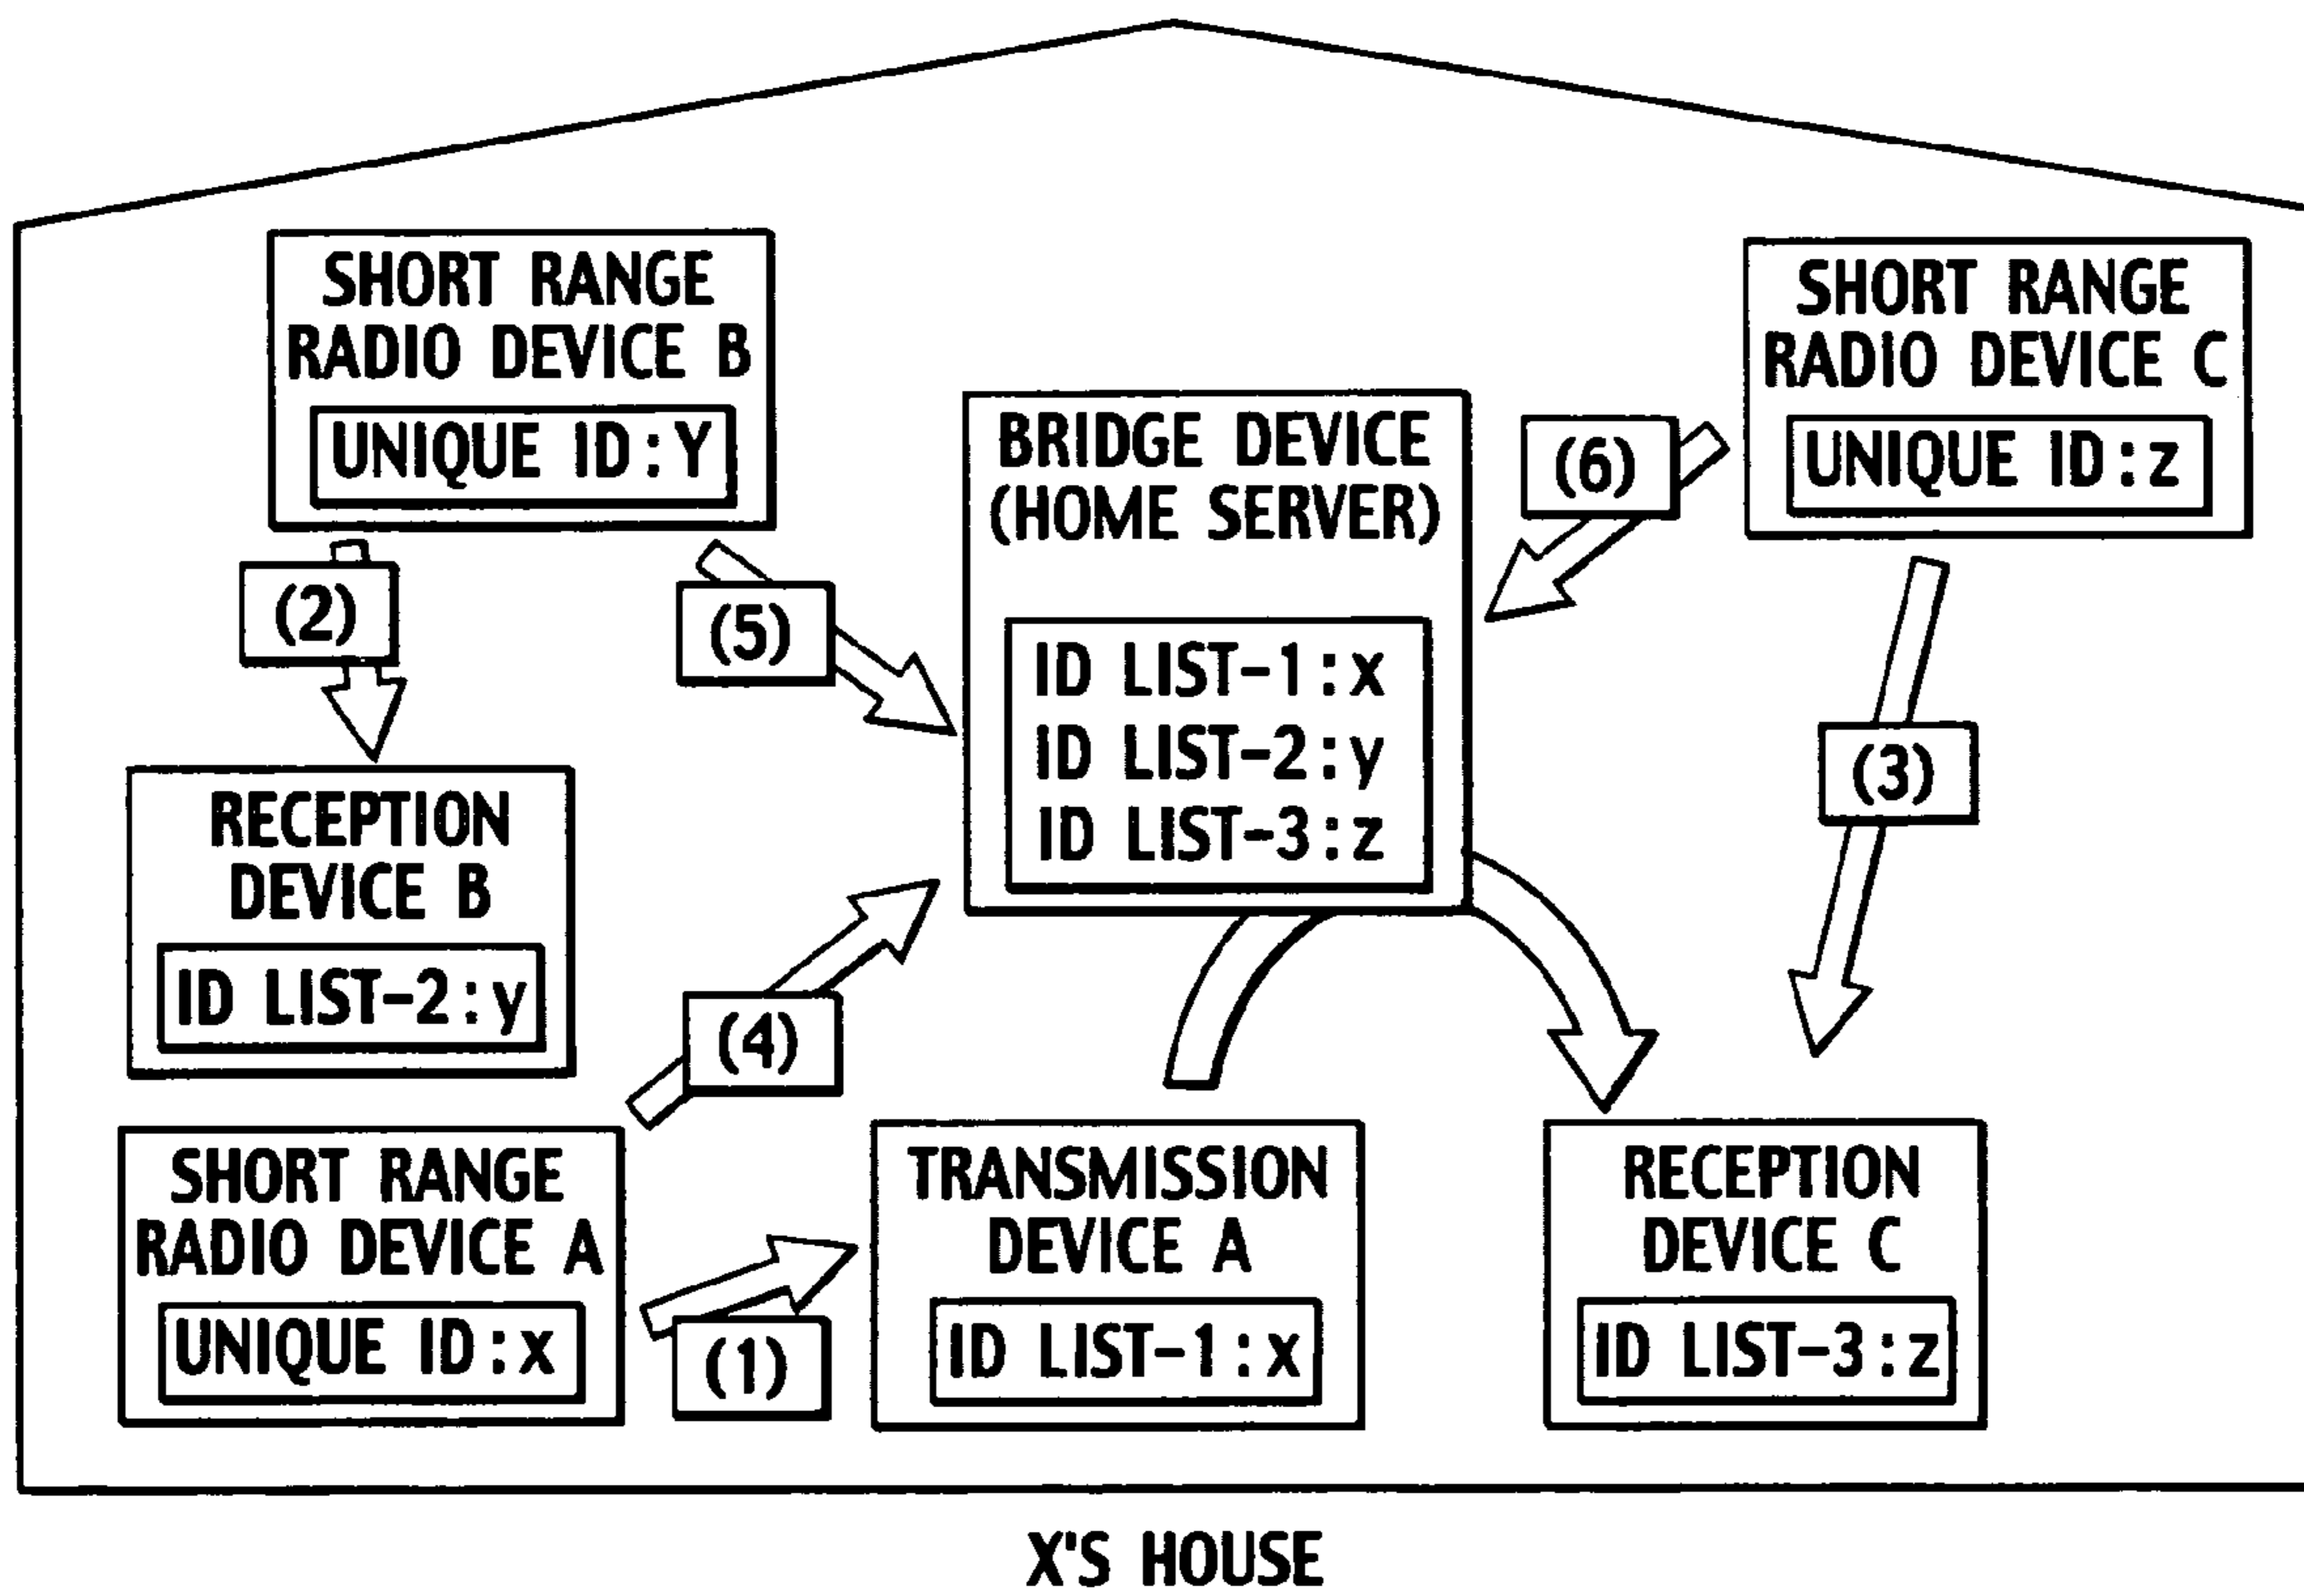 SHORT RANGE
RADIO DEVICE B
UNIQUE ID:Y
SHORT RANGE
RADIO DEVICE C
UNIQUE ID:z
BRIDGE DEVICE
(HOME SERVER)
ID LIST-1:x
ID LIST-2:y
ID LIST-3:z
(6)
(2)
(5)
(3)
RECEPTION
DEVICE B
ID LIST-2:y
(4)
SHORT RANGE
RADIO DEVICE A
UNIQUE ID:x
(1)
TRANSMISSION
DEVICE A
ID LIST-1:x
RECEPTION
DEVICE C
ID LIST-3:z
X'S HOUSE